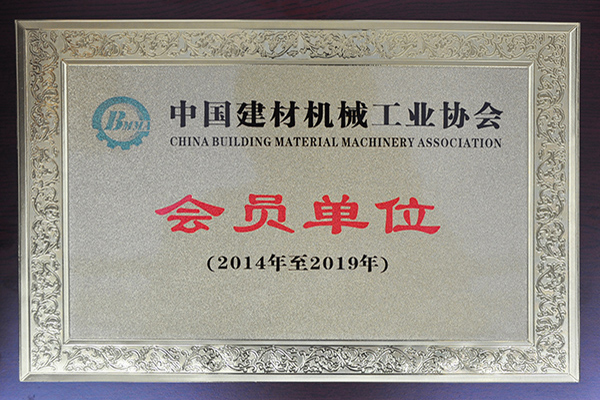 BMMA
中国建材机械工业协会
CHINA BUILDING MATERIAL MACHINERY ASSOCIATION
会员单位
(2014年至2019年)